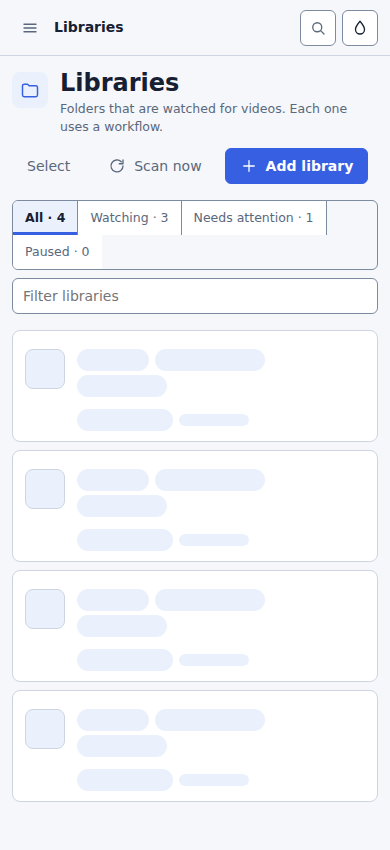 Libraries
Libraries
Folders that are watched for videos. Each one
uses a workflow.
Select
Scan now
Add library
All · 4
Watching · 3
Needs attention · 1
Paused · 0
Filter libraries